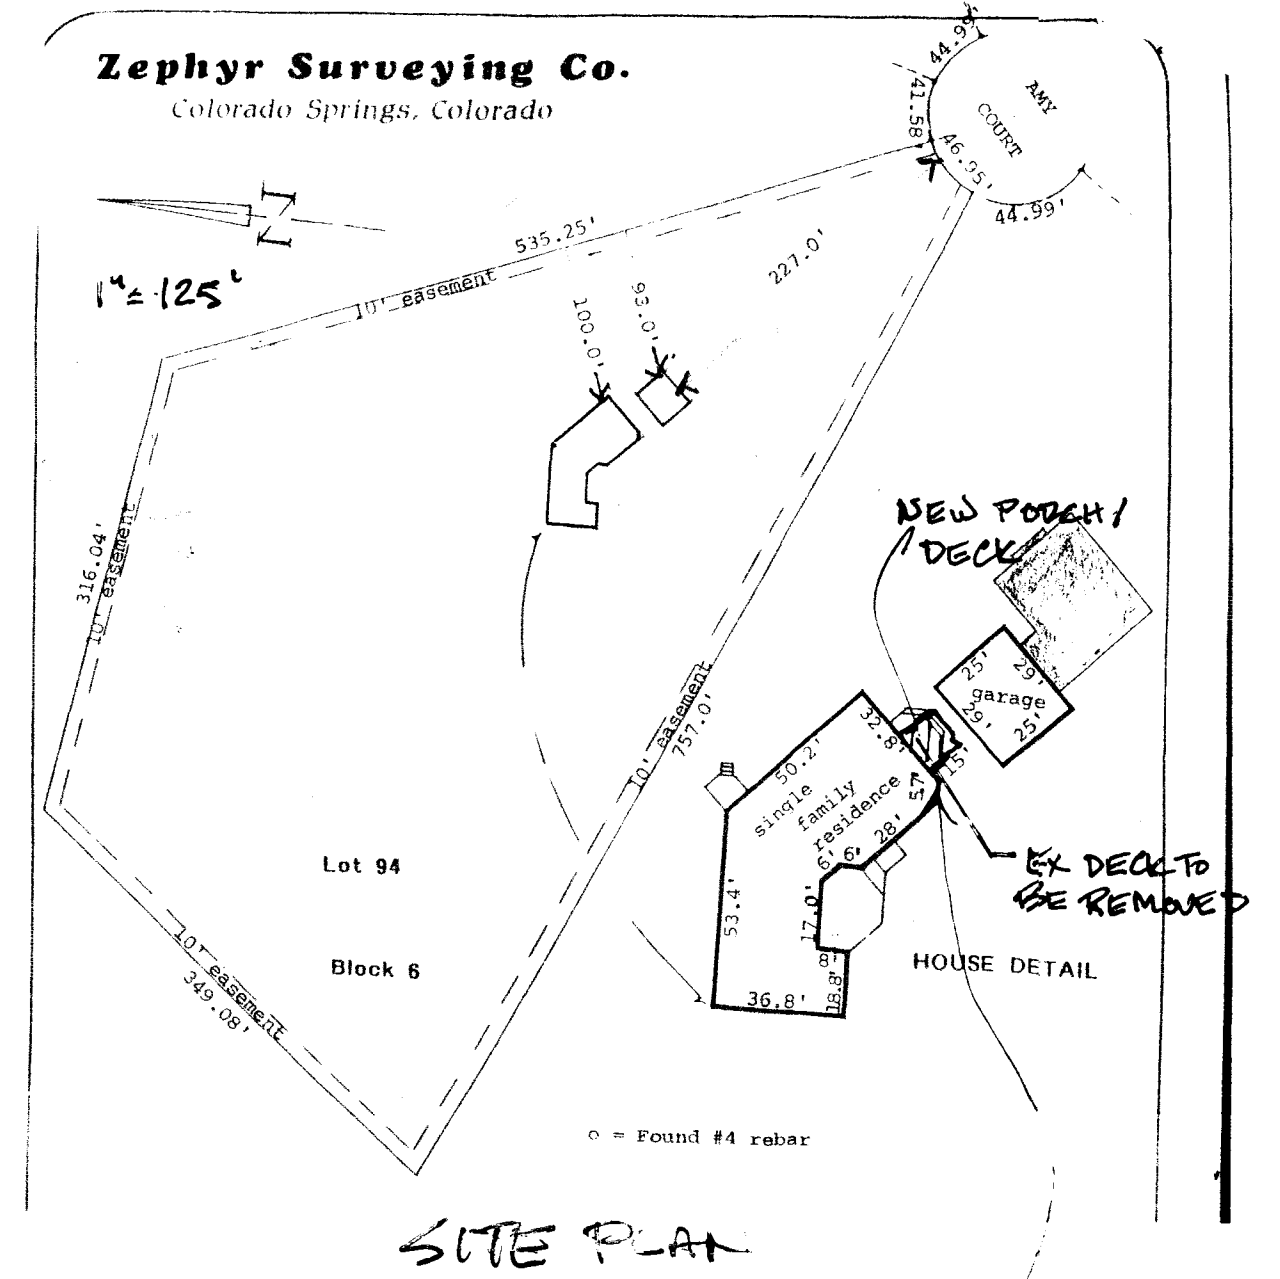 Zephyr Surveying Co.
Colorado Springs, Colorado
44.99'
41.58'
46.95'
44.99'
AMY
COURT
N
1" = 125'
535.25'
10' easement
227.0'
93.0'
100.0'
316.04'
10' easement
10' easement
757.0'
NEW PORCH/
DECK
25'
29'
garage
29'
25'
15'
32.8'
50.2'
single
family
residence
28'
6'
6'
53.4'
17.0'
8'
18.8'
36.8'
EX DECK TO
BE REMOVED
HOUSE DETAIL
Lot 94
Block 6
10' easement
349.08'
o = Found #4 rebar
SITE PLAN